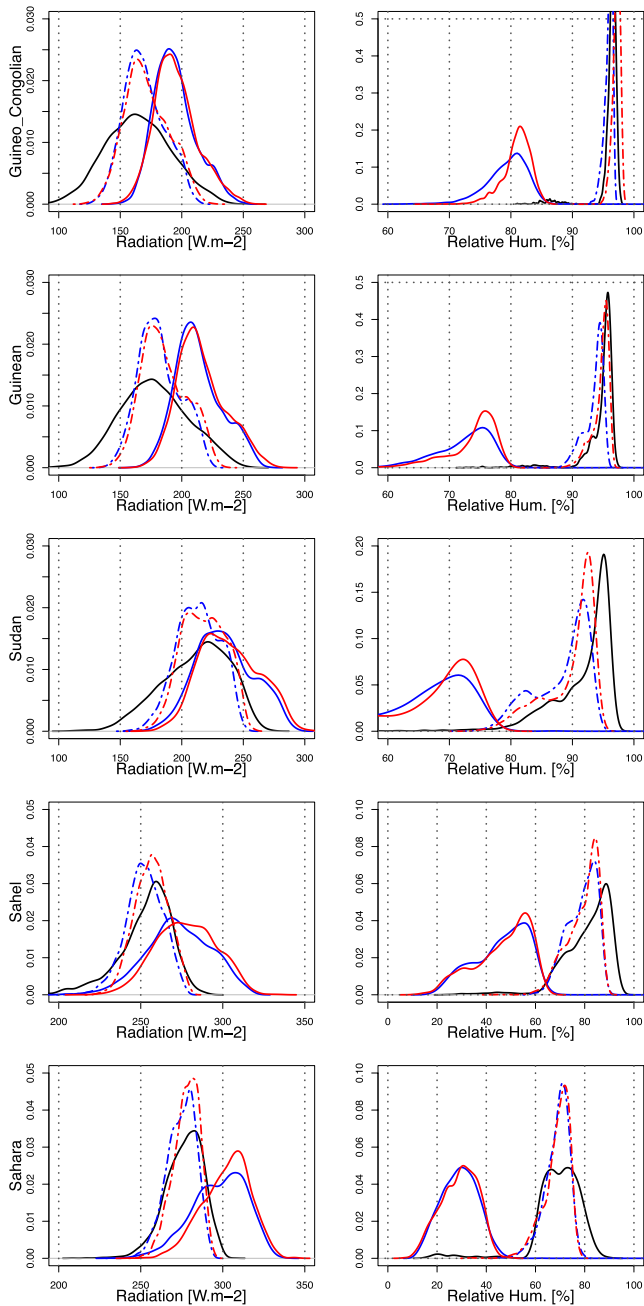 Guineo_Congolian
0.000 0.010 0.020 0.030
100 150 200 250 300
Radiation [W.m-2]
0.0 0.1 0.2 0.3 0.4 0.5
60 70 80 90 100
Relative Hum. [%]
Guinean
0.000 0.010 0.020 0.030
100 150 200 250 300
Radiation [W.m-2]
0.0 0.1 0.2 0.3 0.4 0.5
60 70 80 90 100
Relative Hum. [%]
Sudan
0.000 0.010 0.020 0.030
100 150 200 250 300
Radiation [W.m-2]
0.00 0.05 0.10 0.15 0.20
60 70 80 90 100
Relative Hum. [%]
Sahel
0.00 0.01 0.02 0.03 0.04 0.05
200 250 300 350
Radiation [W.m-2]
0.00 0.02 0.04 0.06 0.08 0.10
0 20 40 60 80 100
Relative Hum. [%]
Sahara
0.00 0.01 0.02 0.03 0.04 0.05
200 250 300 350
Radiation [W.m-2]
0.00 0.02 0.04 0.06 0.08 0.10
0 20 40 60 80 100
Relative Hum. [%]